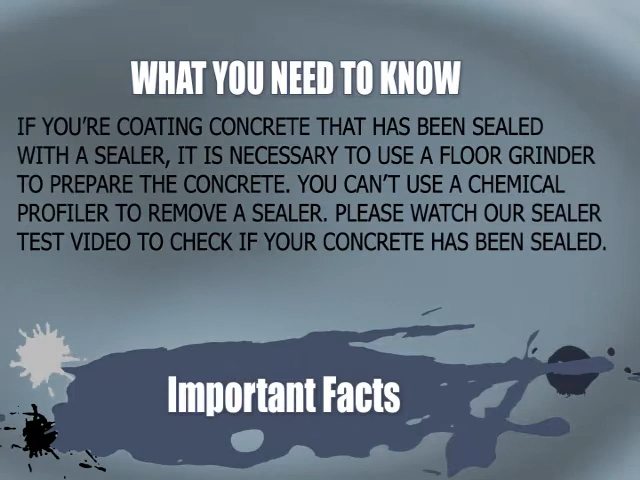 WHAT YOU NEED TO KNOW
IF YOU'RE COATING CONCRETE THAT HAS BEEN SEALED
WITH A SEALER, IT IS NECESSARY TO USE A FLOOR GRINDER
TO PREPARE THE CONCRETE. YOU CAN'T USE A CHEMICAL
PROFILER TO REMOVE A SEALER. PLEASE WATCH OUR SEALER
TEST VIDEO TO CHECK IF YOUR CONCRETE HAS BEEN SEALED.
Important Facts